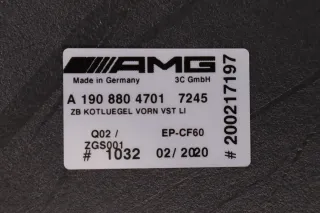 AMG
Made in Germany 3C GmbH
A 190 880 4701 7245
ZB KOTLUEGEL VORN VST LI
Q02 / EP-CF60
ZGS001
# 1032 02/2020
# 200217197